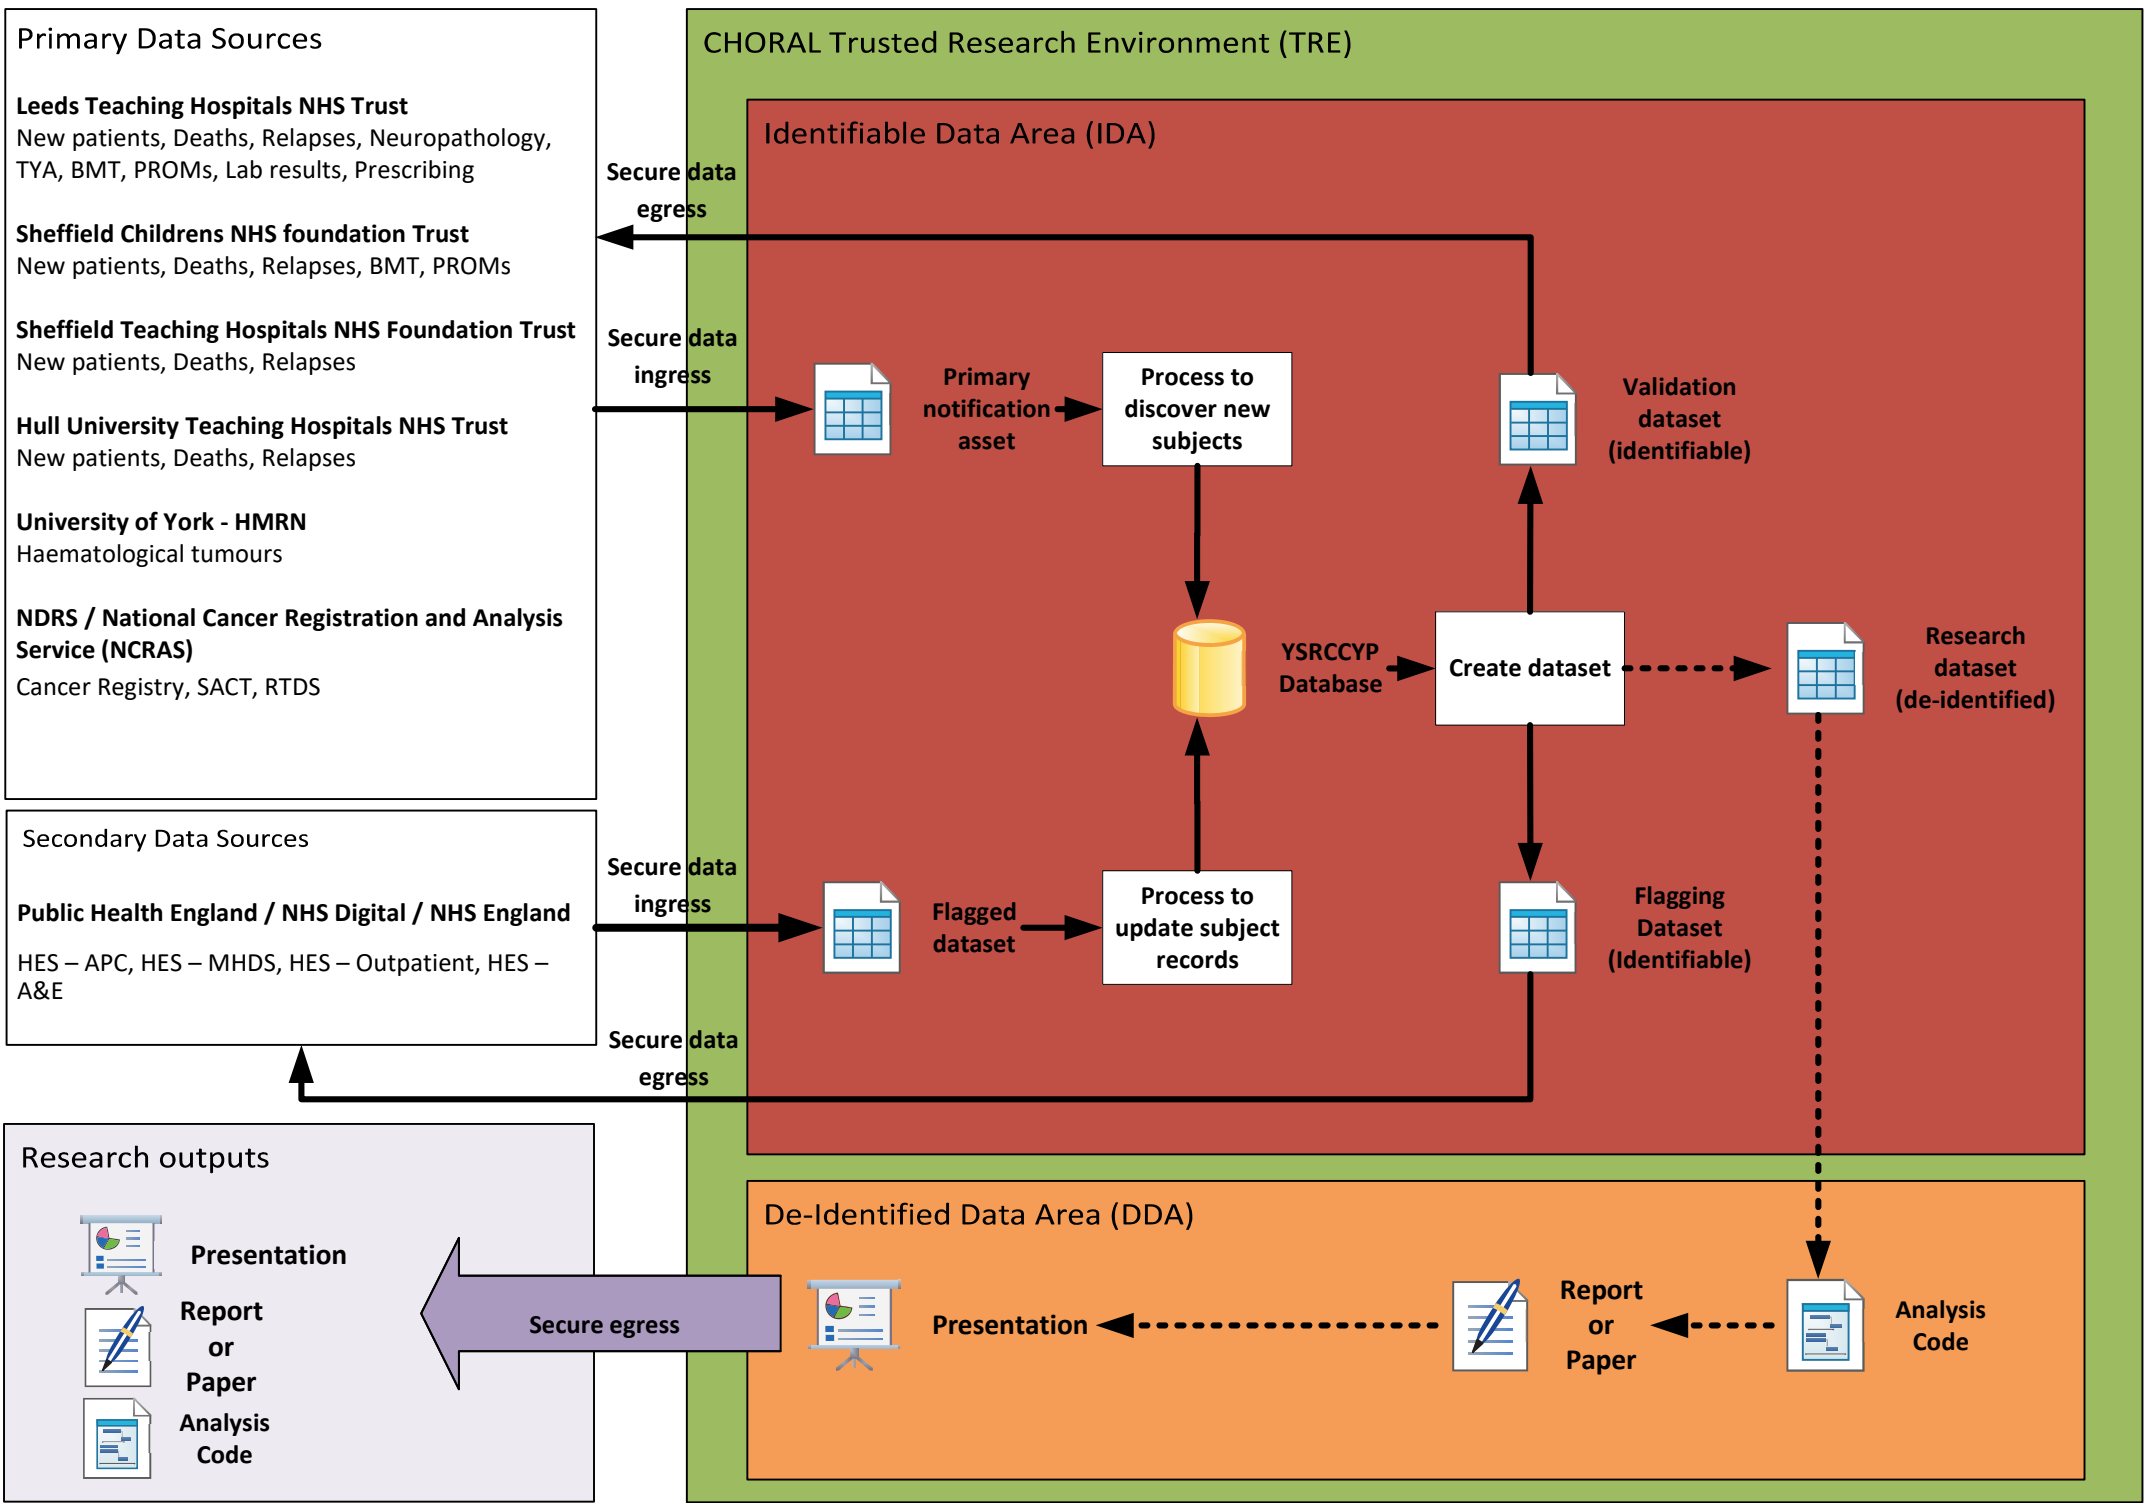 Primary Data Sources
Leeds Teaching Hospitals NHS Trust
New patients, Deaths, Relapses, Neuropathology,
TYA, BMT, PROMs, Lab results, Prescribing
Sheffield Childrens NHS foundation Trust
New patients, Deaths, Relapses, BMT, PROMs
Sheffield Teaching Hospitals NHS Foundation Trust
New patients, Deaths, Relapses
Hull University Teaching Hospitals NHS Trust
New patients, Deaths, Relapses
University of York - HMRN
Haematological tumours
NDRS / National Cancer Registration and Analysis
Service (NCRAS)
Cancer Registry, SACT, RTDS
Secondary Data Sources
Public Health England / NHS Digital / NHS England
HES – APC, HES – MHDS, HES – Outpatient, HES –
A&E
CHORAL Trusted Research Environment (TRE)
Identifiable Data Area (IDA)
Secure data
egress
Secure data
ingress
Primary
notification
asset
Process to
discover new
subjects
Validation
dataset
(identifiable)
YSRCCYP
Database
Create dataset
Research
dataset
(de-identified)
Secure data
ingress
Flagged
dataset
Process to
update subject
records
Flagging
Dataset
(Identifiable)
Secure data
egress
Research outputs
Presentation
Report
or
Paper
Analysis
Code
Secure egress
De-Identified Data Area (DDA)
Presentation
Report
or
Paper
Analysis
Code